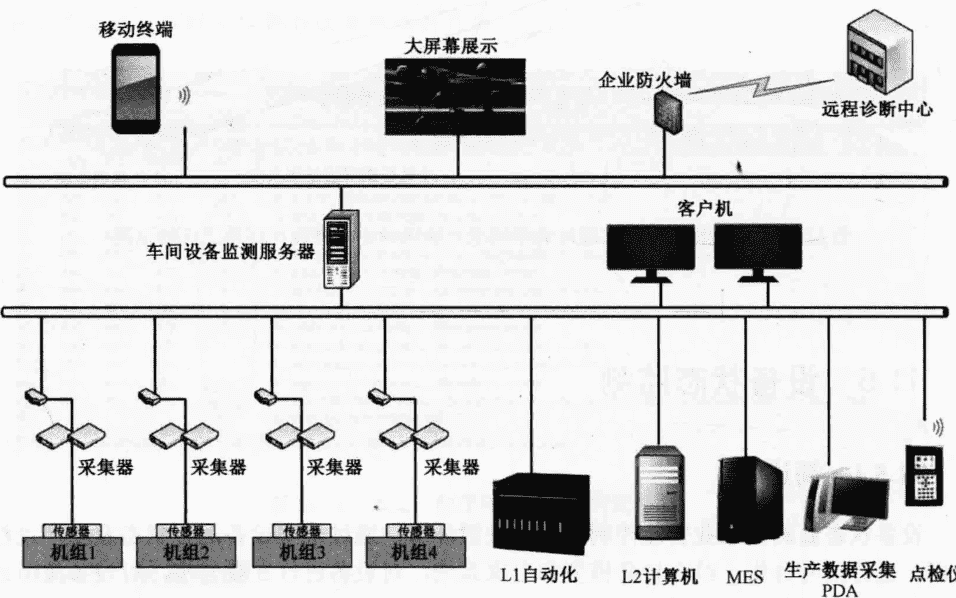 移动终端
大屏幕展示
企业防火墙
远程诊断中心
客户机
车间设备监测服务器
采集器
采集器
采集器
采集器
传感器
传感器
传感器
传感器
机组1
机组2
机组3
机组4
L1自动化
L2计算机
MES
生产数据采集
PDA
点检仪